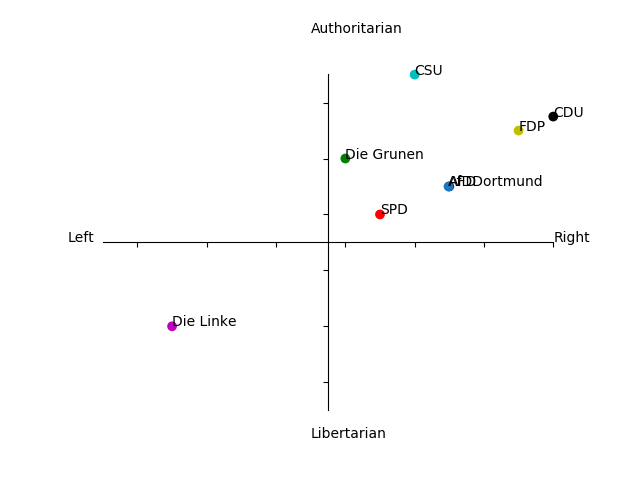 Authoritarian
CSU
CDU
FDP
Die Grunen
AfD Dortmund
SPD
Left
Right
Die Linke
Libertarian